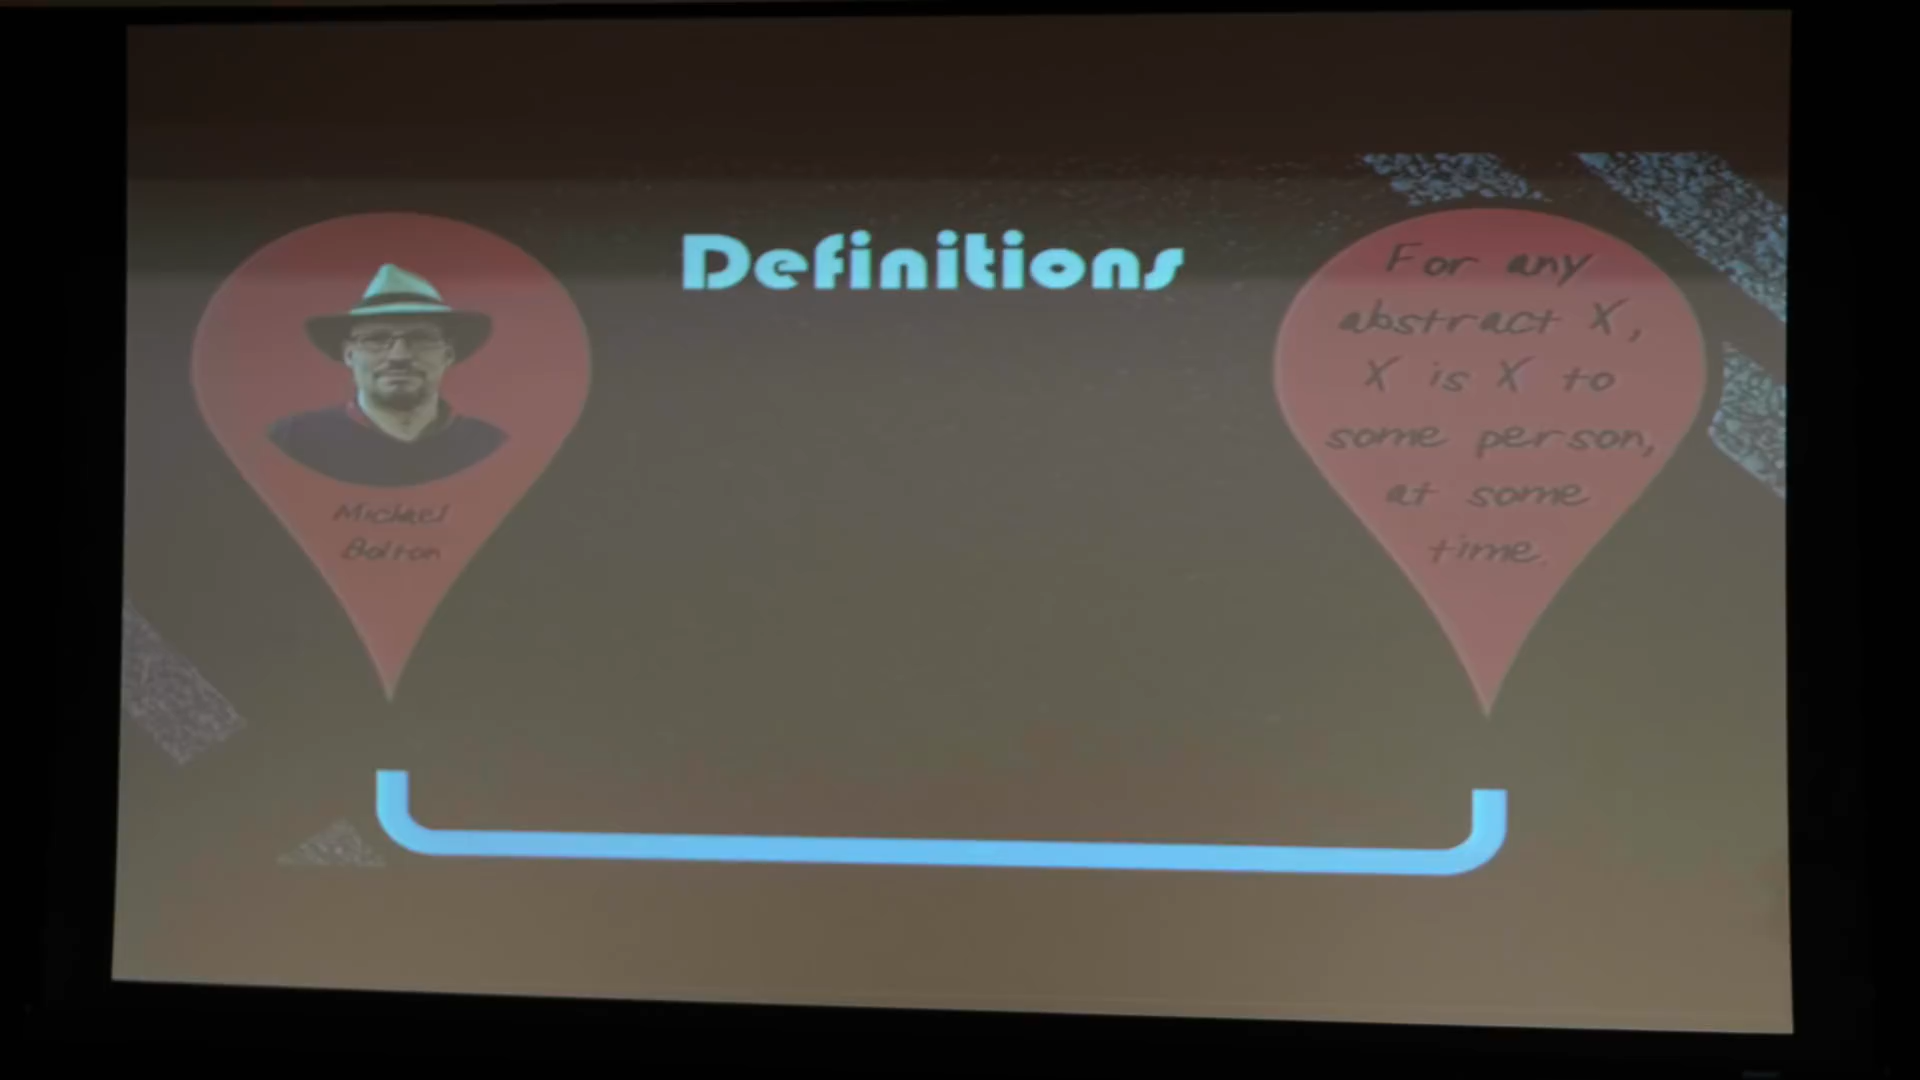 Definitions
Michael
Bolton
For any
abstract X,
X is X to
some person,
at some
time.